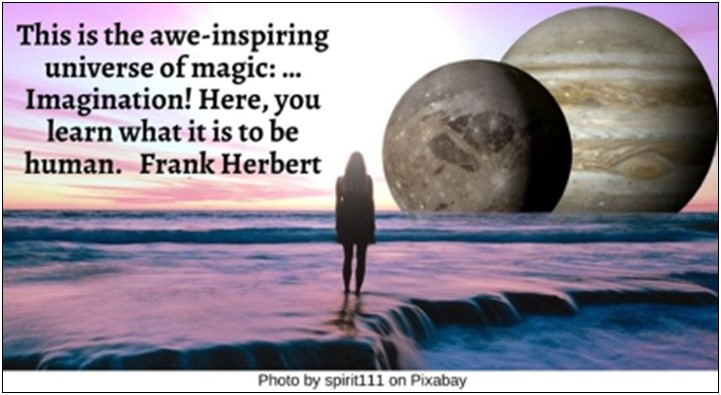 This is the awe-inspiring
universe of magic: ...
Imagination! Here, you
learn what it is to be
human. Frank Herbert
Photo by spirit111 on Pixabay